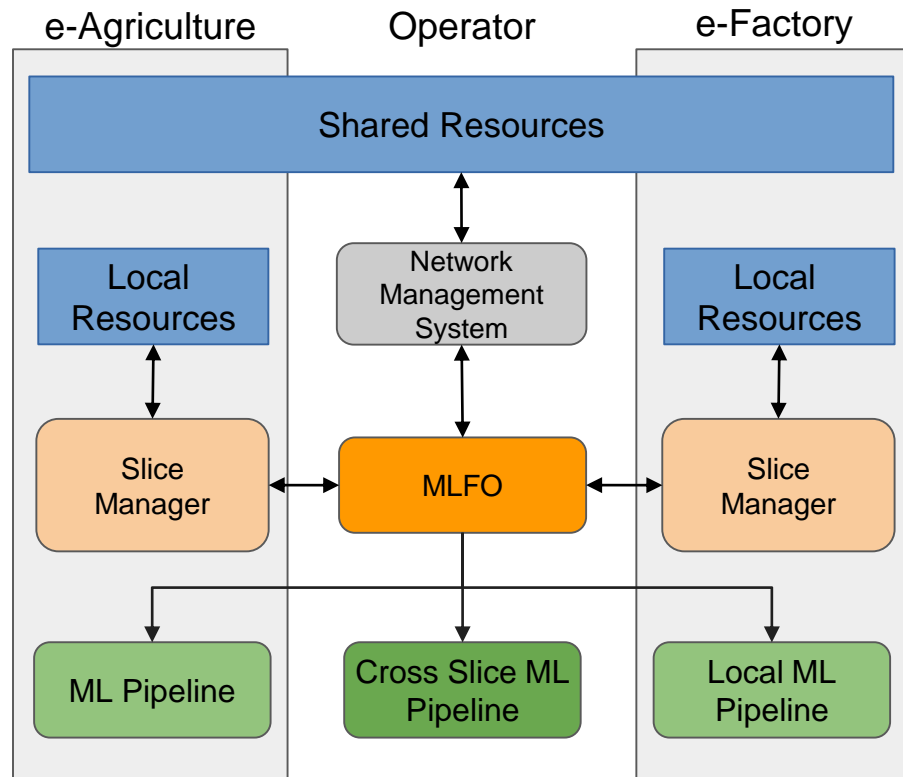 e-Agriculture
Operator
e-Factory
Shared Resources
Local
Resources
Network
Management
System
Local
Resources
Slice
Manager
MLFO
Slice
Manager
ML Pipeline
Cross Slice ML
Pipeline
Local ML
Pipeline